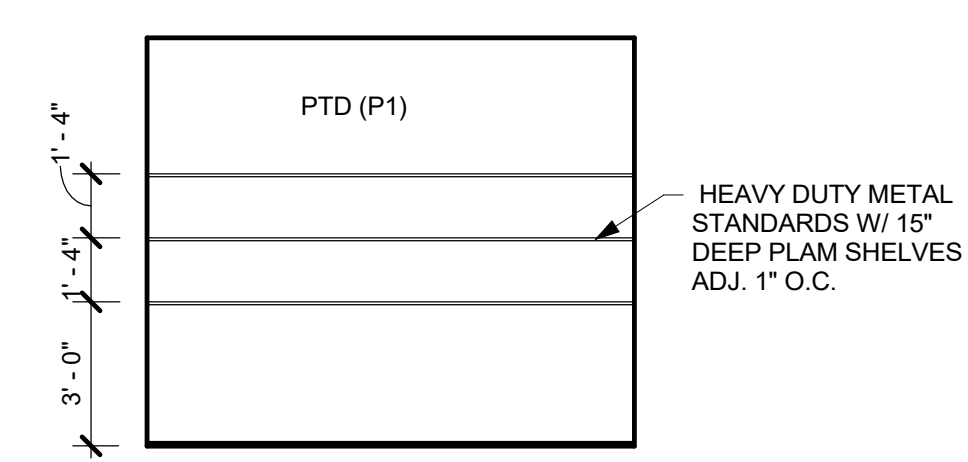 PTD (P1)
1' - 4"
1' - 4"
3' - 0"
HEAVY DUTY METAL
STANDARDS W/ 15"
DEEP PLAM SHELVES
ADJ. 1" O.C.